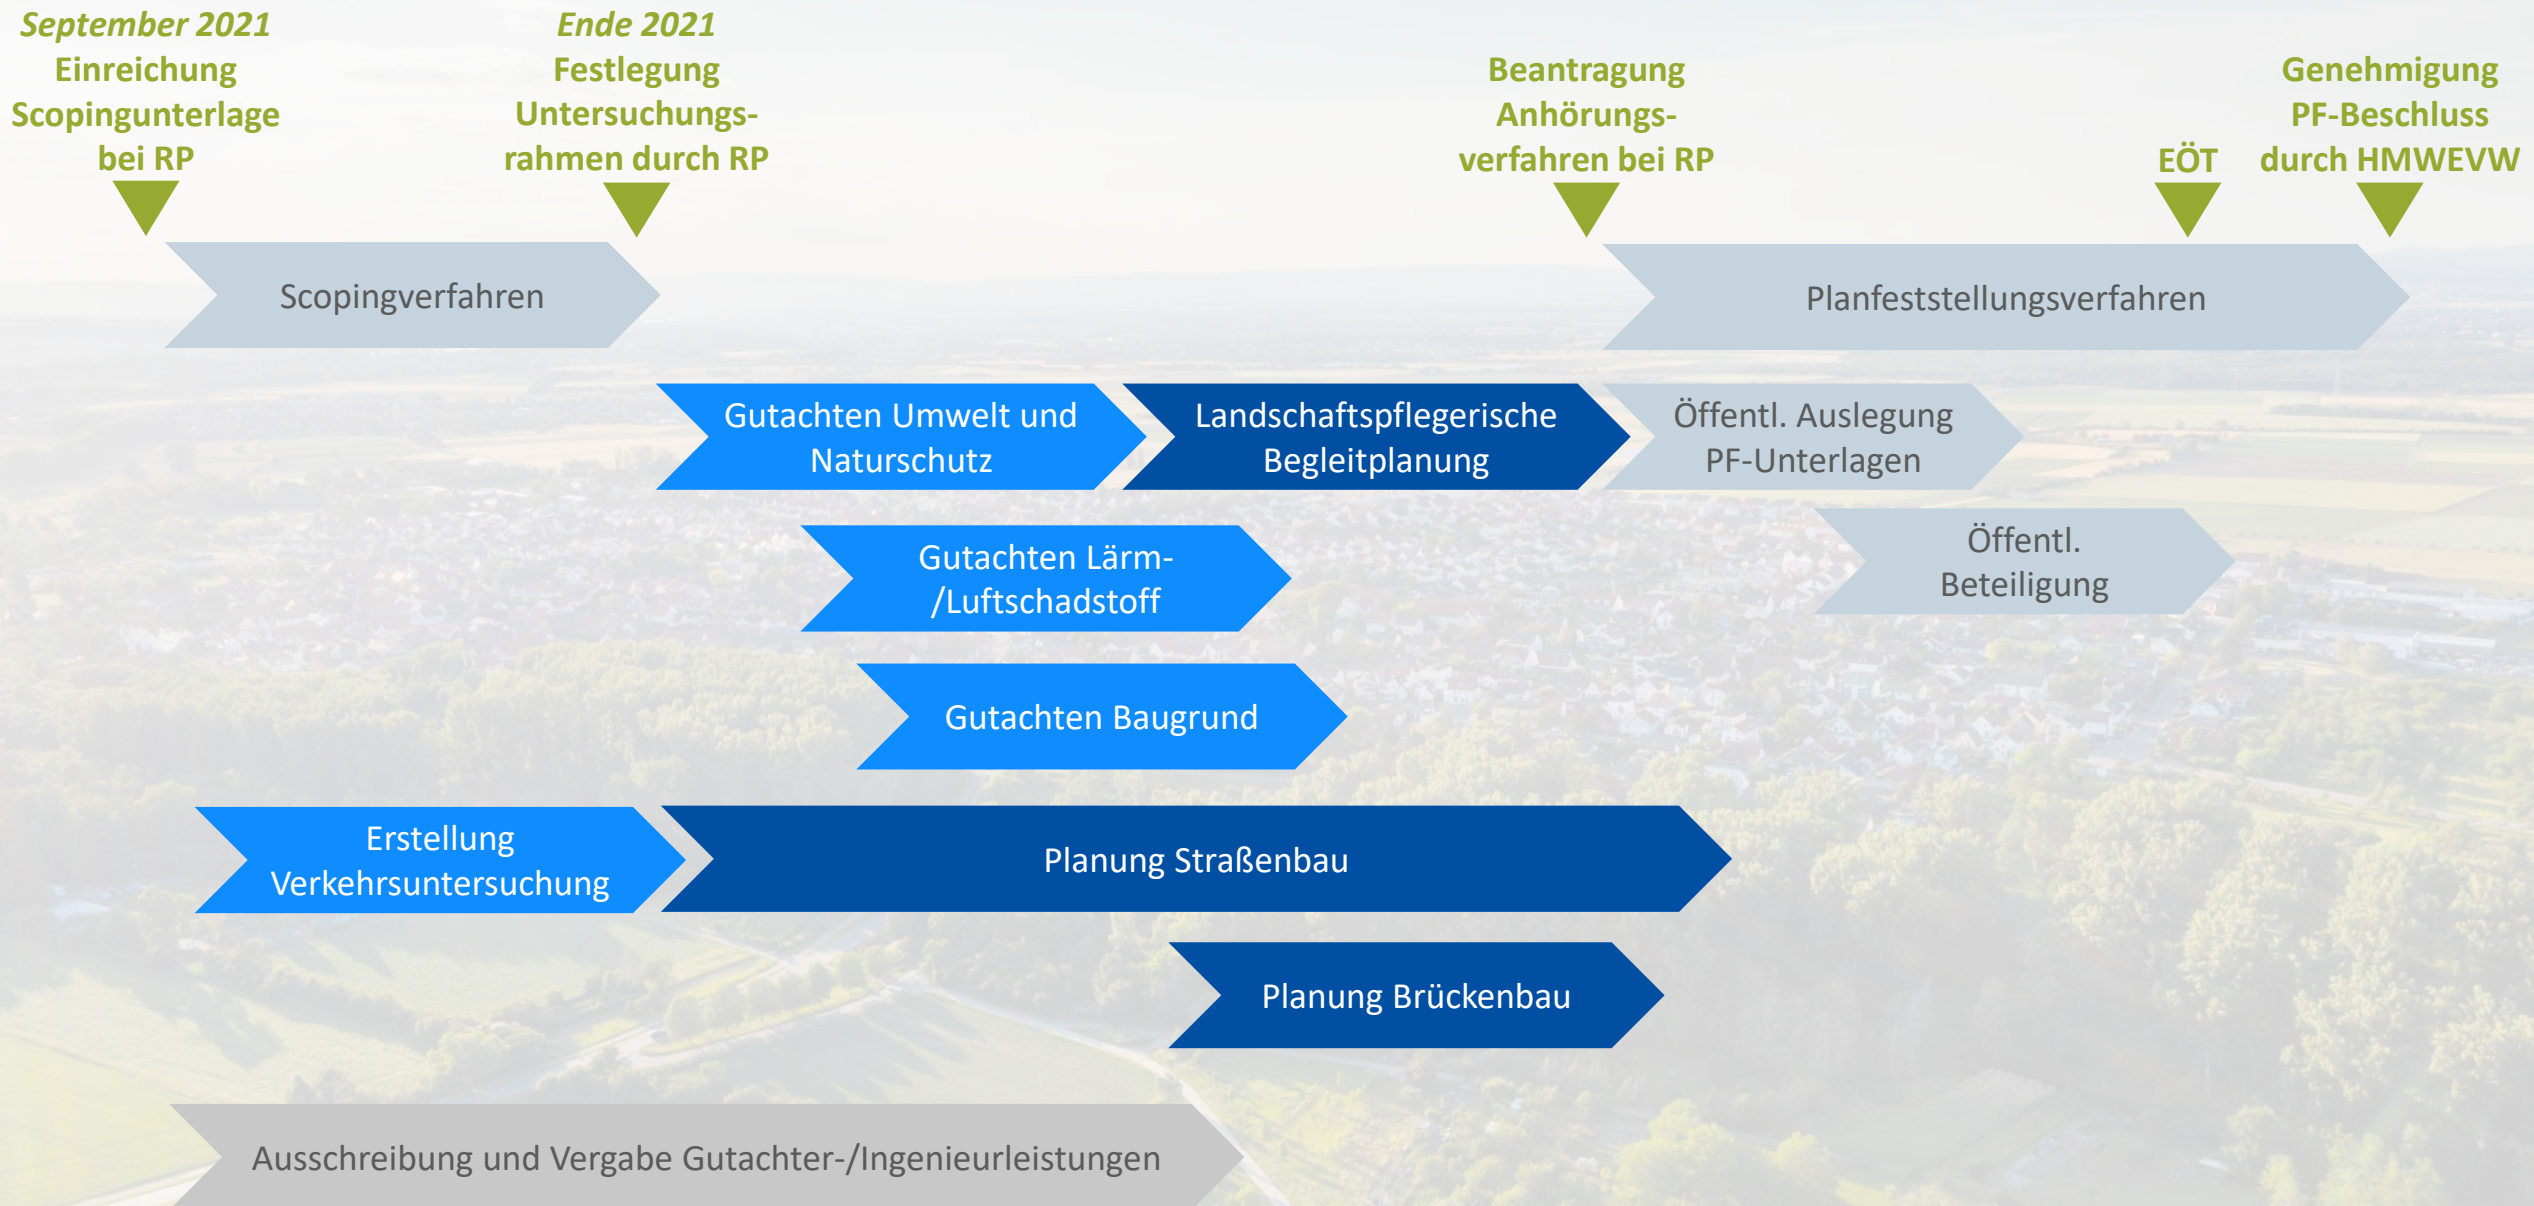 September 2021
Einreichung
Scopingunterlage
bei RP
Ende 2021
Festlegung
Untersuchungs-
rahmen durch RP
Beantragung
Anhörungs-
verfahren bei RP
EÖT
Genehmigung
PF-Beschluss
durch HMWEVW
Scopingverfahren
Planfeststellungsverfahren
Gutachten Umwelt und
Naturschutz
Landschaftspflegerische
Begleitplanung
Öffentl. Auslegung
PF-Unterlagen
Gutachten Lärm-
/Luftschadstoff
Öffentl.
Beteiligung
Gutachten Baugrund
Erstellung
Verkehrsuntersuchung
Planung Straßenbau
Planung Brückenbau
Ausschreibung und Vergabe Gutachter-/Ingenieurleistungen